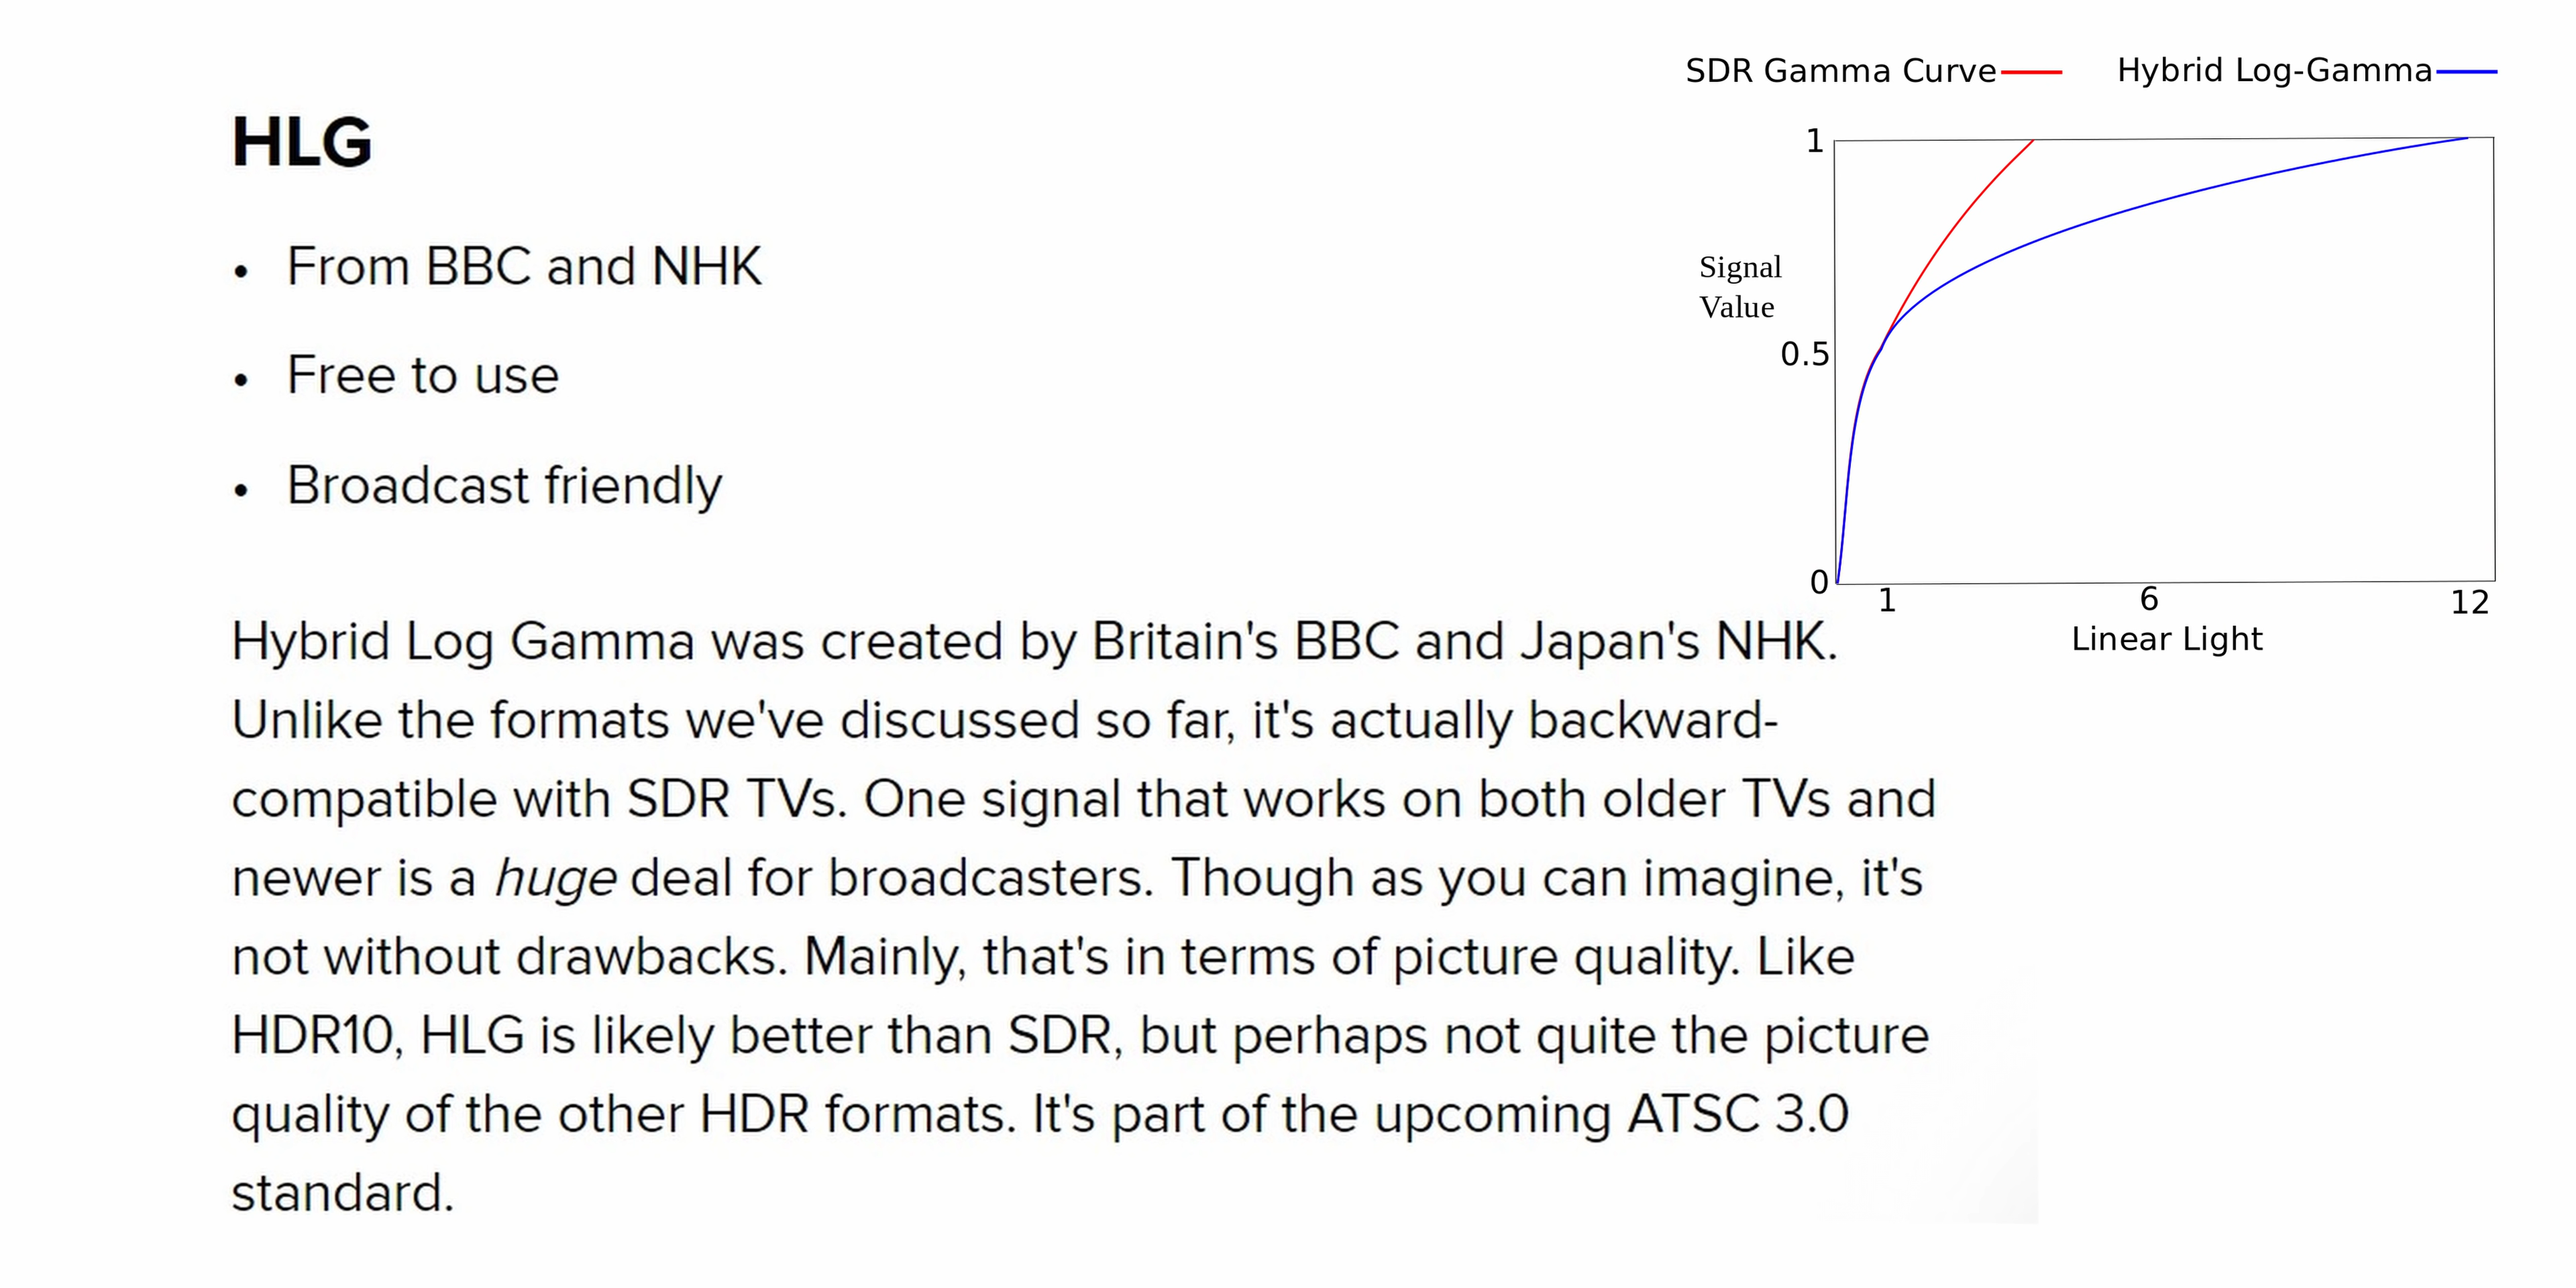 SDR Gamma Curve Hybrid Log-Gamma
HLG
• From BBC and NHK
• Free to use
• Broadcast friendly
1
Signal
Value
0.5
0
1 6 12
Linear Light
Hybrid Log Gamma was created by Britain's BBC and Japan's NHK.
Unlike the formats we've discussed so far, it's actually backward-
compatible with SDR TVs. One signal that works on both older TVs and
newer is a huge deal for broadcasters. Though as you can imagine, it's
not without drawbacks. Mainly, that's in terms of picture quality. Like
HDR10, HLG is likely better than SDR, but perhaps not quite the picture
quality of the other HDR formats. It's part of the upcoming ATSC 3.0
standard.